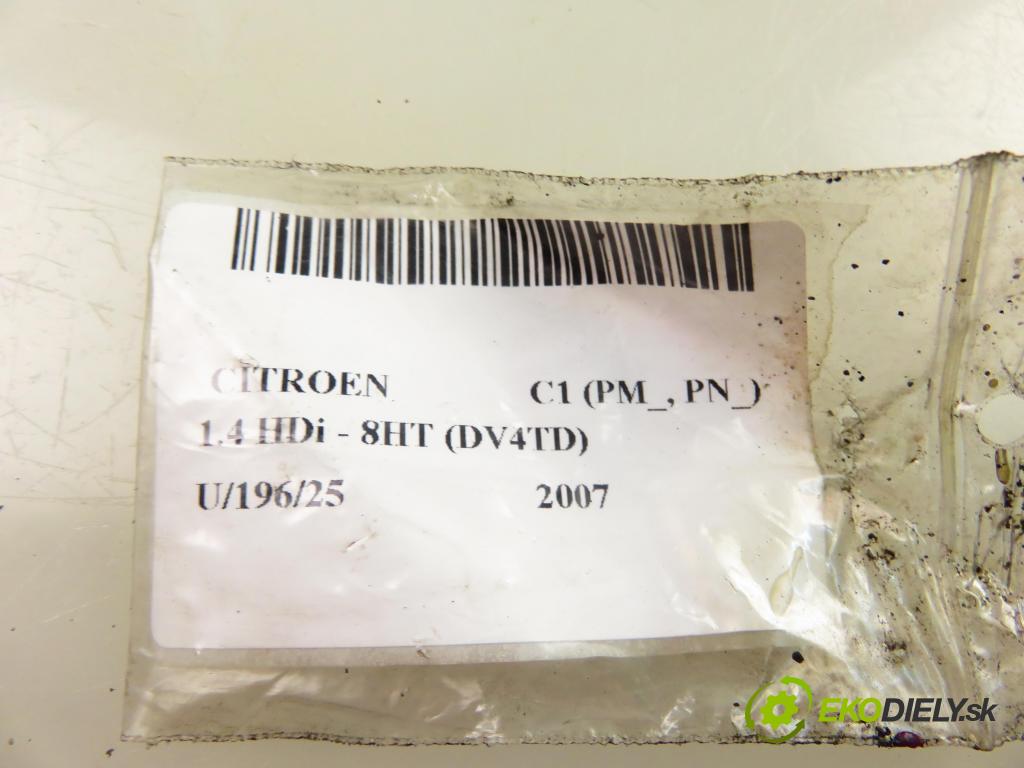 CITROEN C1 (PM_, PN_)
1.4 HDi - 8HT (DV4TD)
U/196/25 2007
EKODIELY.sk